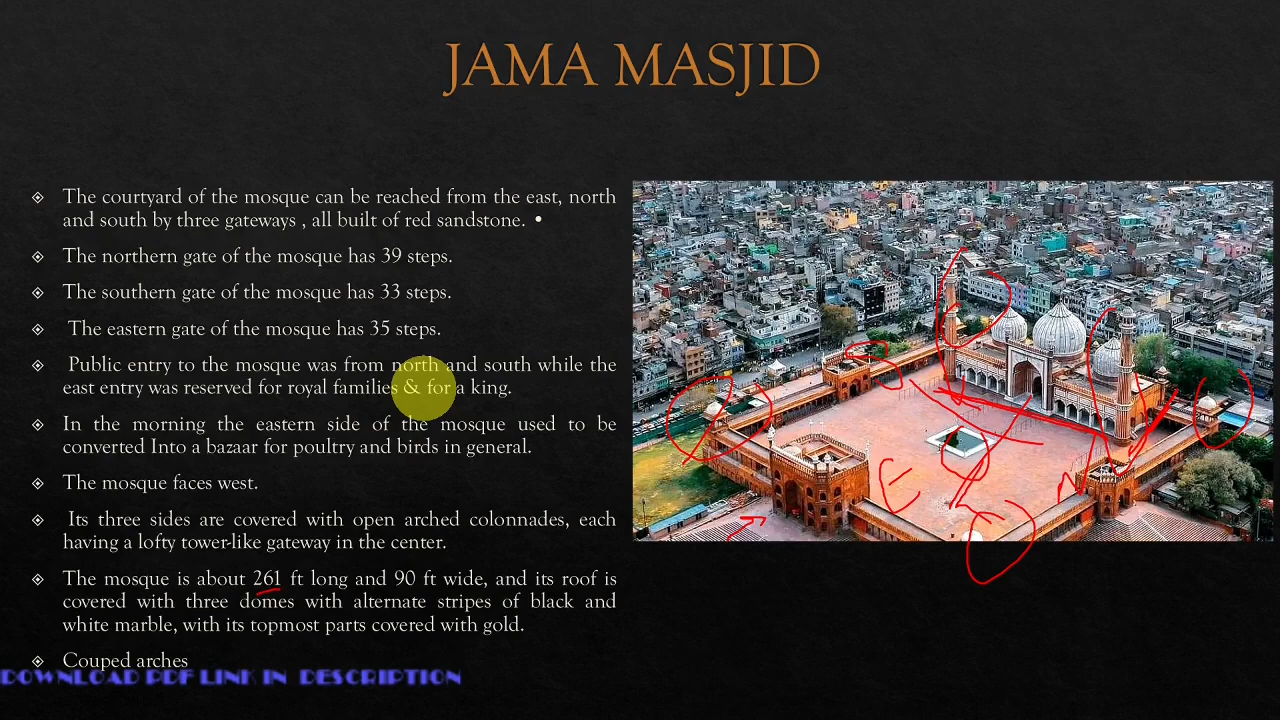 JAMA MASJID
The courtyard of the mosque can be reached from the east, north
and south by three gateways , all built of red sandstone. •
The northern gate of the mosque has 39 steps.
The southern gate of the mosque has 33 steps.
The eastern gate of the mosque has 35 steps.
Public entry to the mosque was from north and south while the
east entry was reserved for royal families & for a king.
In the morning the eastern side of the mosque used to be
converted Into a bazaar for poultry and birds in general.
The mosque faces west.
Its three sides are covered with open arched colonnades, each
having a lofty tower-like gateway in the center.
The mosque is about 261 ft long and 90 ft wide, and its roof is
covered with three domes with alternate stripes of black and
white marble, with its topmost parts covered with gold.
Couped arches
DOWNLOAD PDF LINK IN DESCRIPTION
E
N